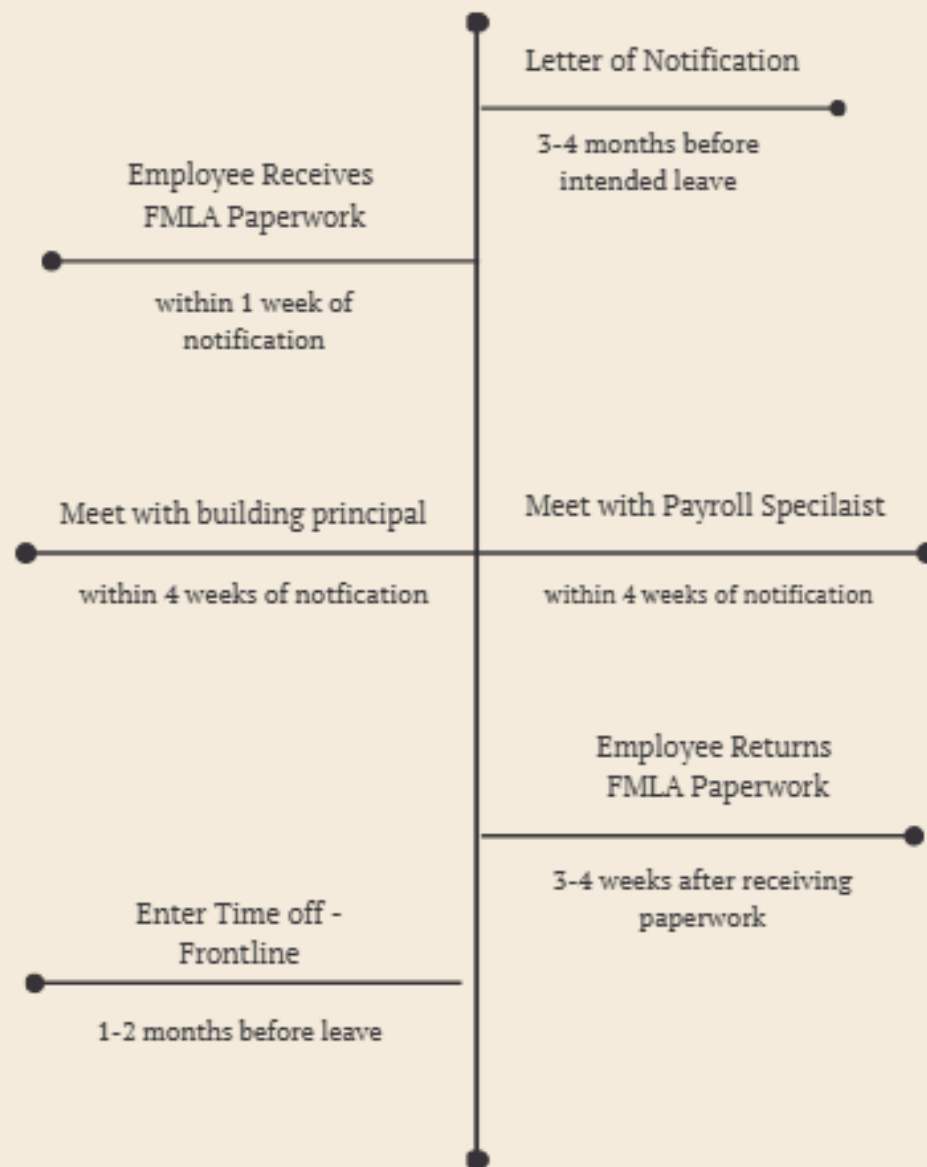 Letter of Notification
3-4 months before
intended leave
Employee Receives
FMLA Paperwork
within 1 week of
notification
Meet with building principal
within 4 weeks of notfication
Meet with Payroll Specilaist
within 4 weeks of notification
Employee Returns
FMLA Paperwork
3-4 weeks after receiving
paperwork
Enter Time off -
Frontline
1-2 months before leave